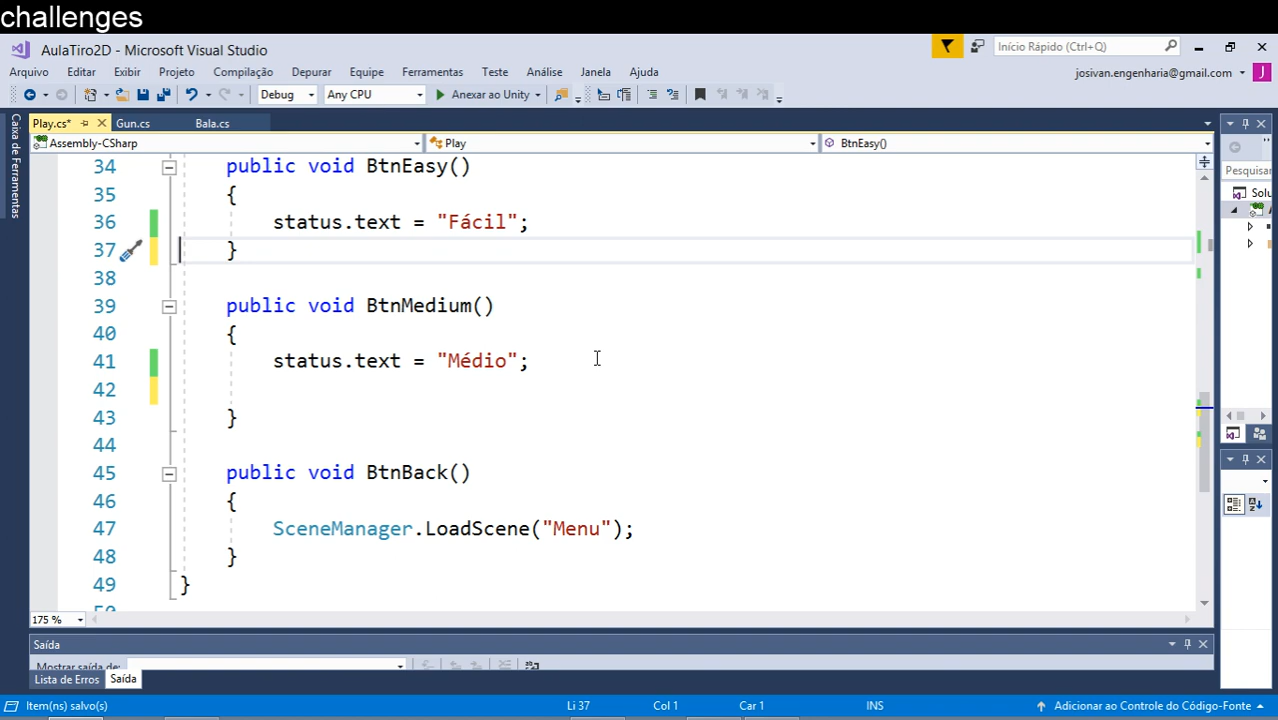 challenges
AulaTiro2D - Microsoft Visual Studio
Início Rápido (Ctrl+Q)
Arquivo Editar Exibir Projeto Compilação Depurar Equipe Ferramentas Teste Análise Janela Ajuda
josivan.engenharia@gmail.com J
Debug Any CPU Anexar ao Unity
Play.cs* Gun.cs Bala.cs
Caixa de Ferramentas
Assembly-CSharp Play BtnEasy()
Pesquisar
Solu
34 public void BtnEasy()
35 {
36 status.text = "Fácil";
37 }
38
39 public void BtnMedium()
40 {
41 status.text = "Médio";
42
43 }
44
45 public void BtnBack()
46 {
47 SceneManager.LoadScene("Menu");
48 }
49 }
175 %
Saída
Mostrar saída de:
Lista de Erros Saída
Item(ns) salvo(s) Li 37 Col 1 Car 1 INS Adicionar ao Controle do Código-Fonte